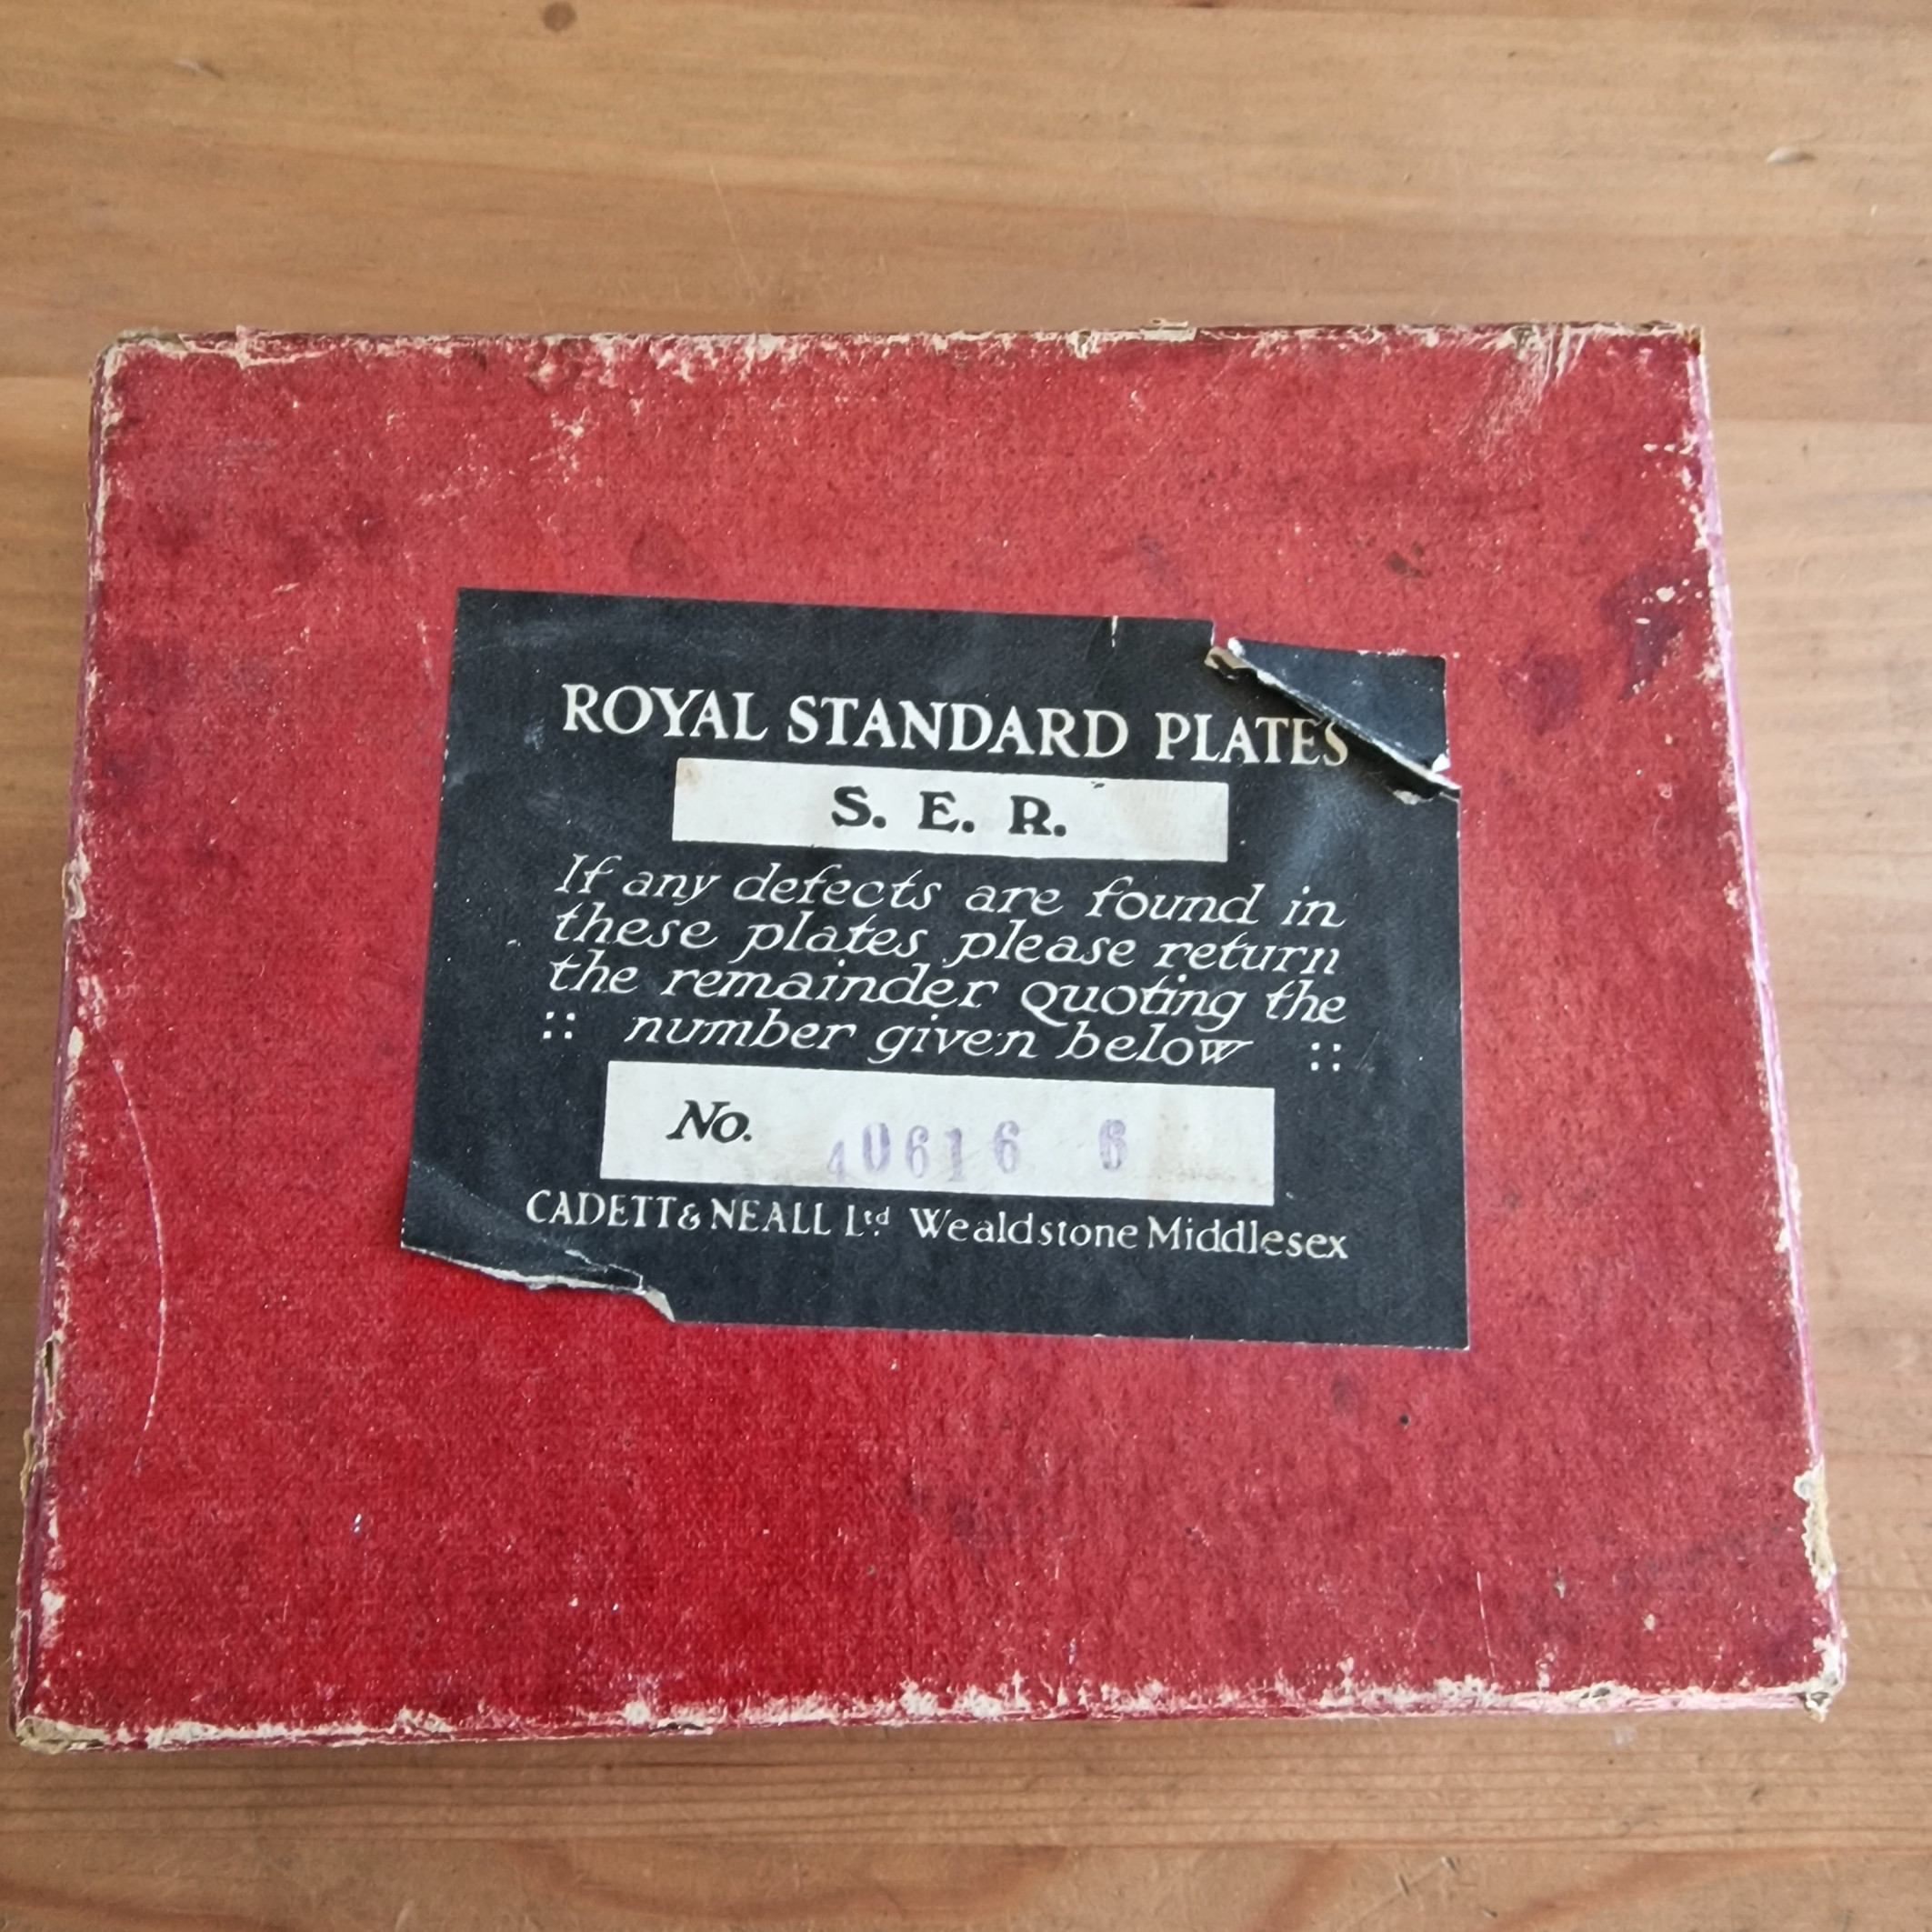 ROYAL STANDARD PLATES
S. E. R.
If any defects are found in
these plates please return
the remainder quoting the
:: number given below ::
No. 40616 6
CADETT & NEALL Ltd. Wealdstone Middlesex